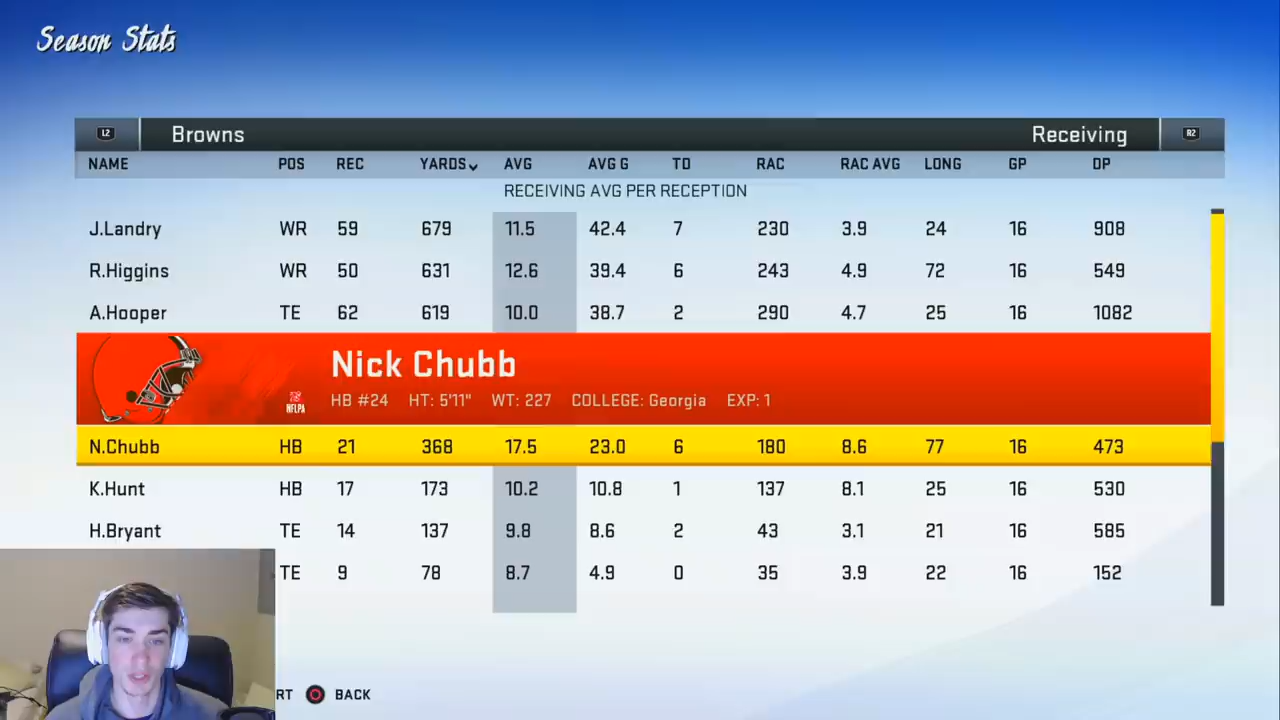 Season Stats
L2 Browns Receiving R2
NAME POS REC YARDS AVG AVG G TD RAC RAC AVG LONG GP DP
RECEIVING AVG PER RECEPTION
J.Landry WR 59 679 11.5 42.4 7 230 3.9 24 16 908
R.Higgins WR 50 631 12.6 39.4 6 243 4.9 72 16 549
A.Hooper TE 62 619 10.0 38.7 2 290 4.7 25 16 1082
Nick Chubb
NFLPA HB #24 HT: 5'11" WT: 227 COLLEGE: Georgia EXP: 1
N.Chubb HB 21 368 17.5 23.0 6 180 8.6 77 16 473
K.Hunt HB 17 173 10.2 10.8 1 137 8.1 25 16 530
H.Bryant TE 14 137 9.8 8.6 2 43 3.1 21 16 585
TE 9 78 8.7 4.9 0 35 3.9 22 16 152
RT BACK